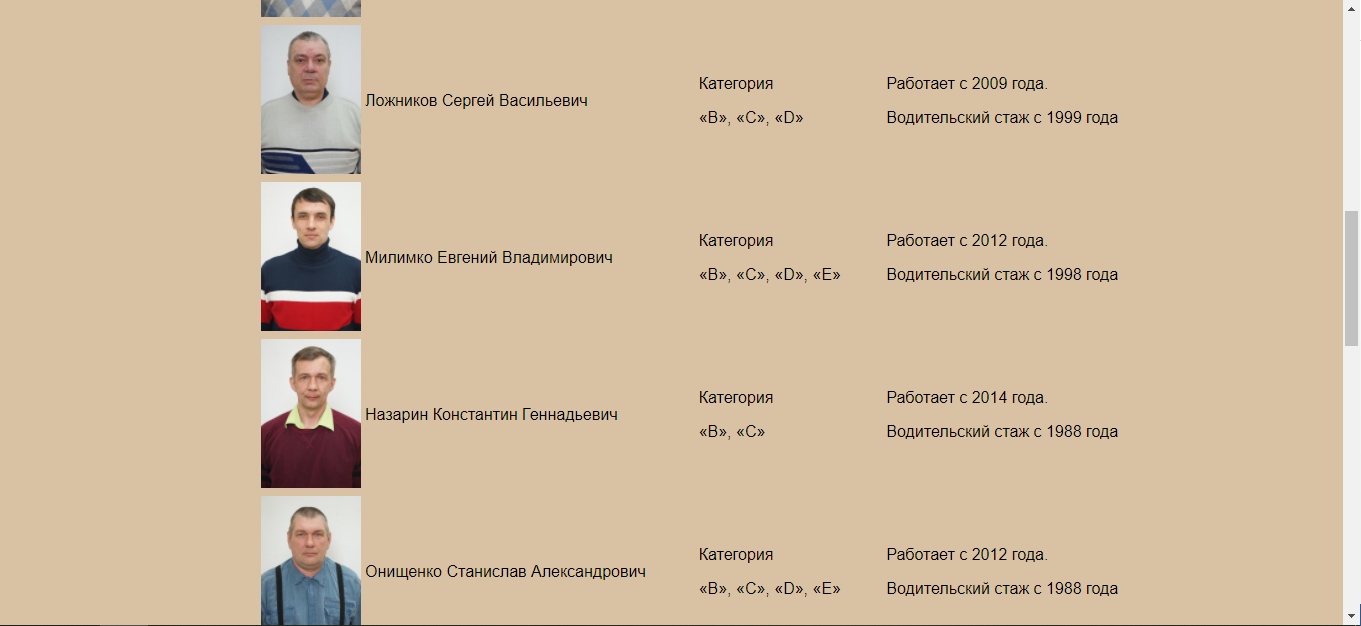 Ложников Сергей Васильевич
Категория
«B», «C», «D»
Работает с 2009 года.
Водительский стаж с 1999 года
Милимко Евгений Владимирович
Категория
«B», «C», «D», «E»
Работает с 2012 года.
Водительский стаж с 1998 года
Назарин Константин Геннадьевич
Категория
«B», «C»
Работает с 2014 года.
Водительский стаж с 1988 года
Онищенко Станислав Александрович
Категория
«B», «C», «D», «E»
Работает с 2012 года.
Водительский стаж с 1988 года